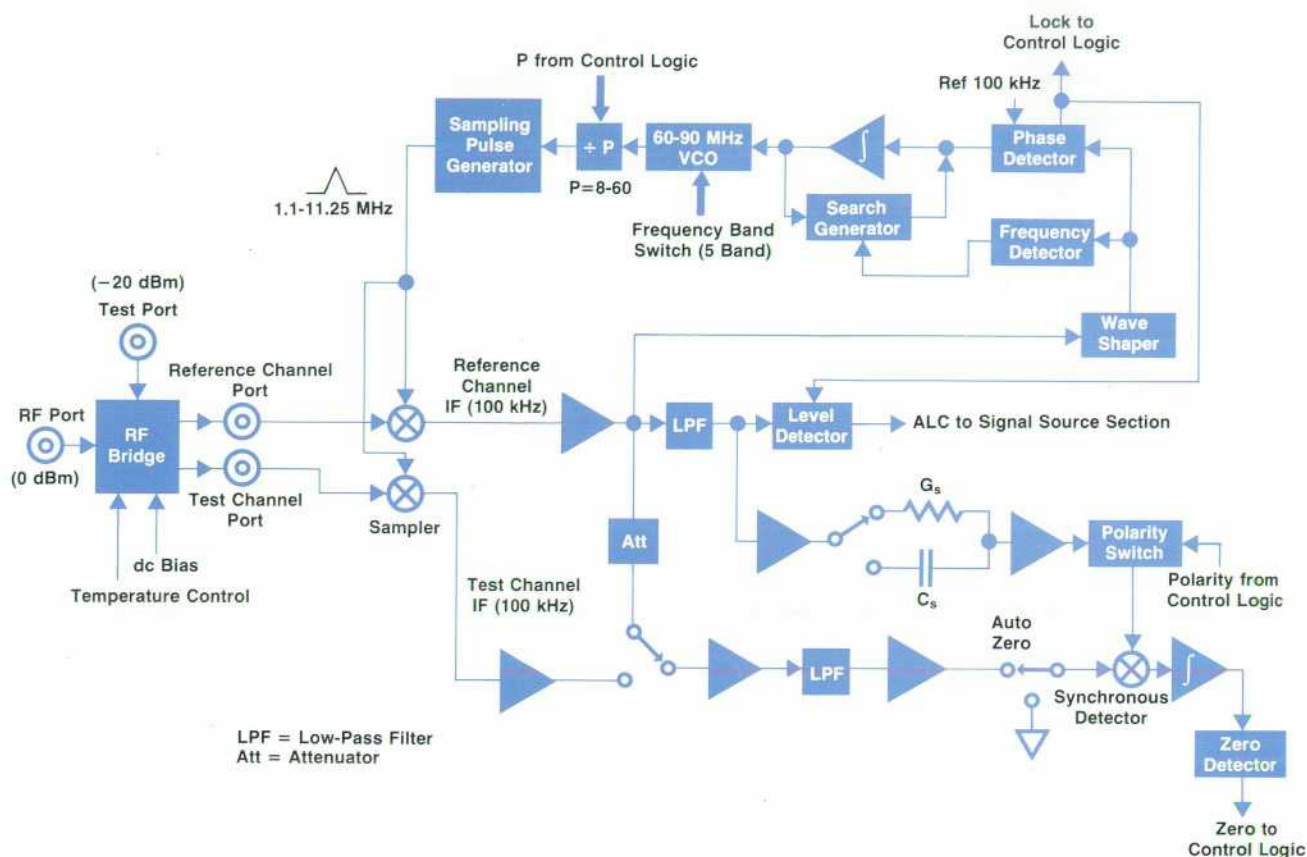 Lock to
Control Logic
P from Control Logic
Ref 100 kHz
Sampling
Pulse
Generator
÷ P
60-90 MHz
VCO
∫
Phase
Detector
P=8-60
1.1-11.25 MHz
Frequency Band
Switch (5 Band)
Search
Generator
Frequency
Detector
(−20 dBm)
Test Port
Wave
Shaper
Reference Channel
Port
Reference
Channel
IF (100 kHz)
RF Port
(0 dBm)
RF
Bridge
LPF
Level
Detector
ALC to Signal Source Section
Test Channel
Port
Sampler
Gs
Att
Polarity
Switch
dc Bias
Temperature Control
Test Channel
IF (100 kHz)
Cs
Polarity from
Control Logic
Auto
Zero
LPF
∫
Synchronous
Detector
LPF = Low-Pass Filter
Att = Attenuator
Zero
Detector
Zero to
Control Logic